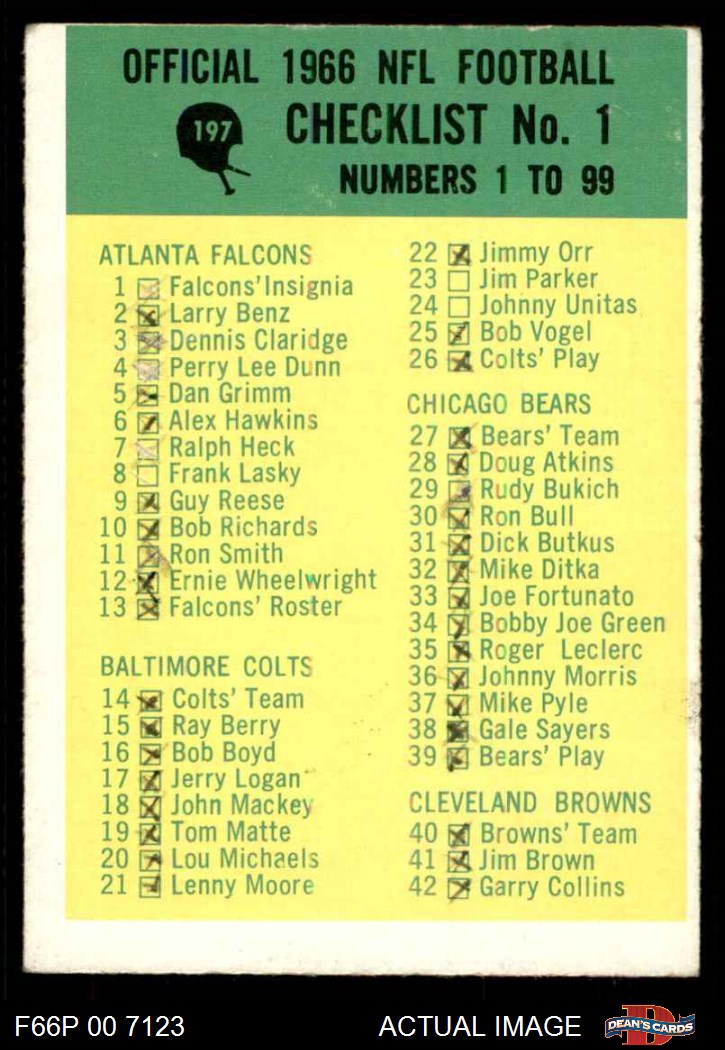 OFFICIAL 1966 NFL FOOTBALL
197 CHECKLIST No. 1
NUMBERS 1 TO 99
ATLANTA FALCONS
1 Falcons' Insignia
2 Larry Benz
3 Dennis Claridge
4 Perry Lee Dunn
5 Dan Grimm
6 Alex Hawkins
7 Ralph Heck
8 Frank Lasky
9 Guy Reese
10 Bob Richards
11 Ron Smith
12 Ernie Wheelwright
13 Falcons' Roster
BALTIMORE COLTS
14 Colts' Team
15 Ray Berry
16 Bob Boyd
17 Jerry Logan
18 John Mackey
19 Tom Matte
20 Lou Michaels
21 Lenny Moore
22 Jimmy Orr
23 Jim Parker
24 Johnny Unitas
25 Bob Vogel
26 Colts' Play
CHICAGO BEARS
27 Bears' Team
28 Doug Atkins
29 Rudy Bukich
30 Ron Bull
31 Dick Butkus
32 Mike Ditka
33 Joe Fortunato
34 Bobby Joe Green
35 Roger Leclerc
36 Johnny Morris
37 Mike Pyle
38 Gale Sayers
39 Bears' Play
CLEVELAND BROWNS
40 Browns' Team
41 Jim Brown
42 Garry Collins
F66P 00 7123
ACTUAL IMAGE
D
DEAN'S CARDS